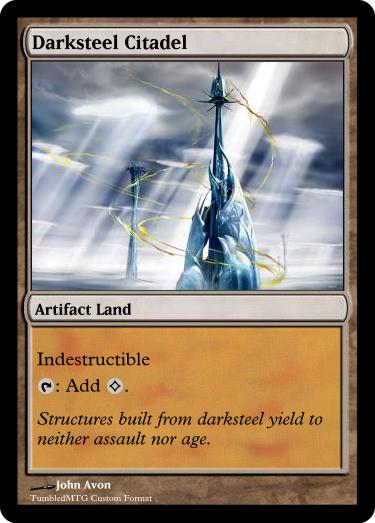 Darksteel Citadel
Artifact Land
Indestructible
: Add .
Structures built from darksteel yield to
neither assault nor age.
John Avon
TumbledMTG Custom Format